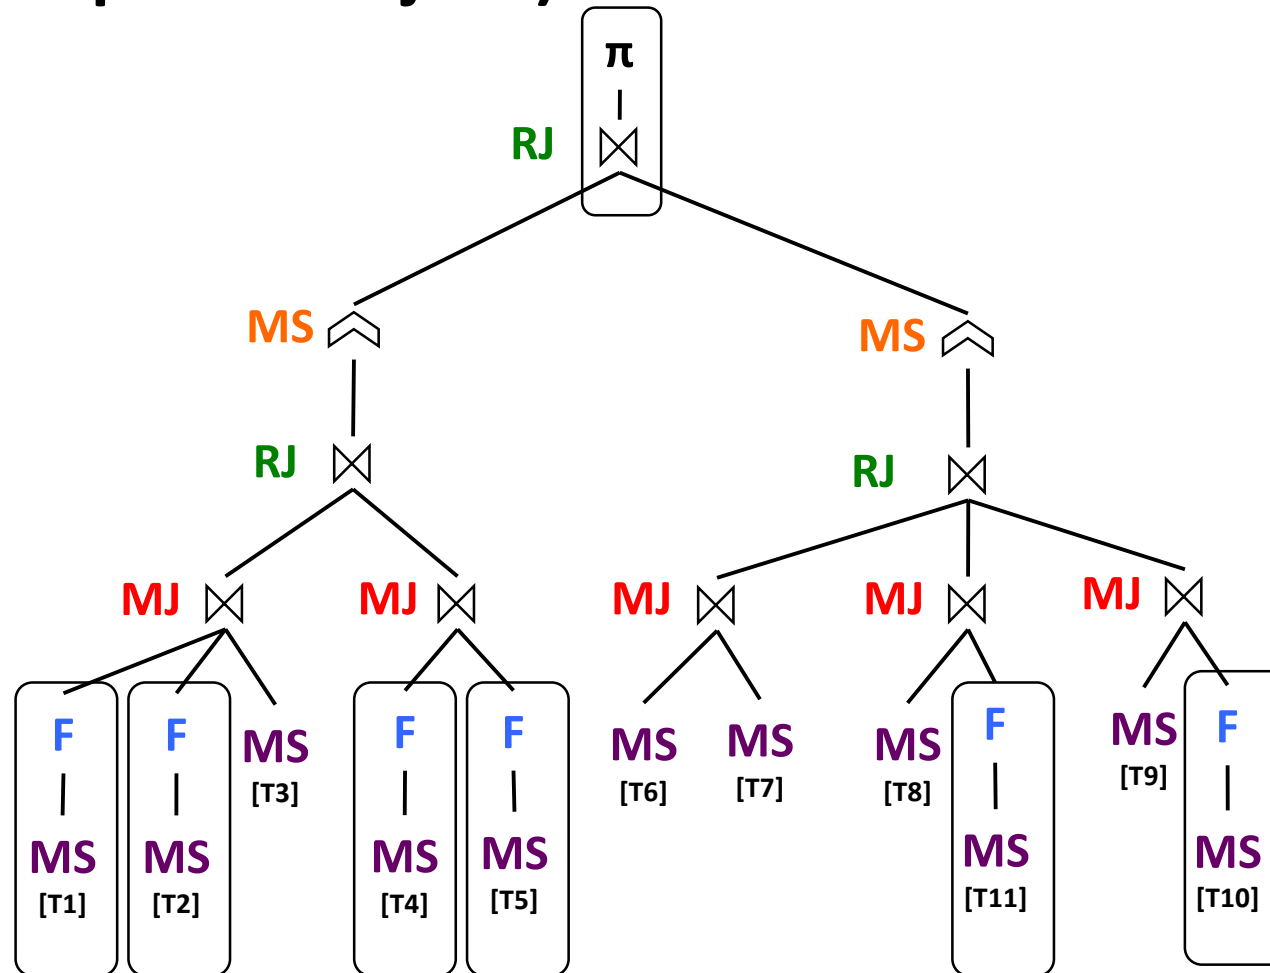 π
RJ
MS MS
RJ RJ
MJ MJ MJ MJ MJ
F F MS F F MS MS MS F MS F
[T3] [T6] [T7] [T8] [T9]
MS MS MS MS MS MS
[T1] [T2] [T4] [T5] [T11] [T10]